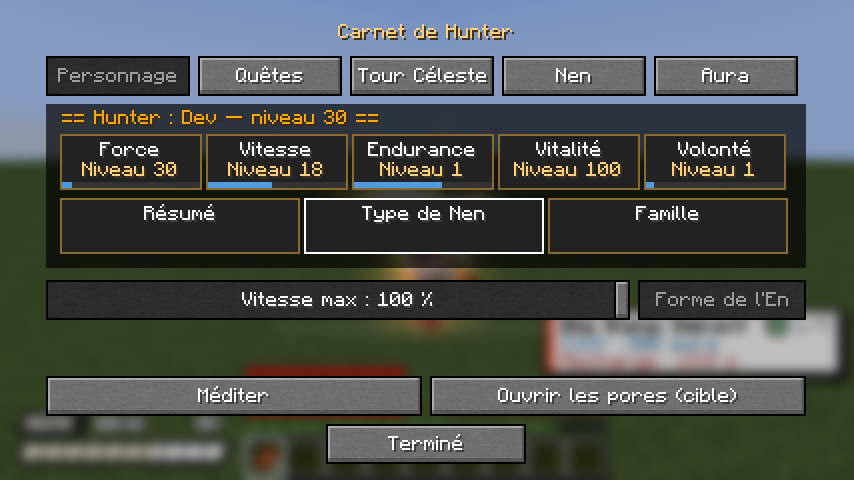 Carnet de Hunter
Personnage
Quêtes
Tour Céleste
Nen
Aura
== Hunter : Dev — niveau 30 ==
Force
Niveau 30
Vitesse
Niveau 18
Endurance
Niveau 1
Vitalité
Niveau 100
Volonté
Niveau 1
Résumé
Type de Nen
Famille
Vitesse max : 100 %
Forme de l'En
Méditer
Ouvrir les pores (cible)
Terminé